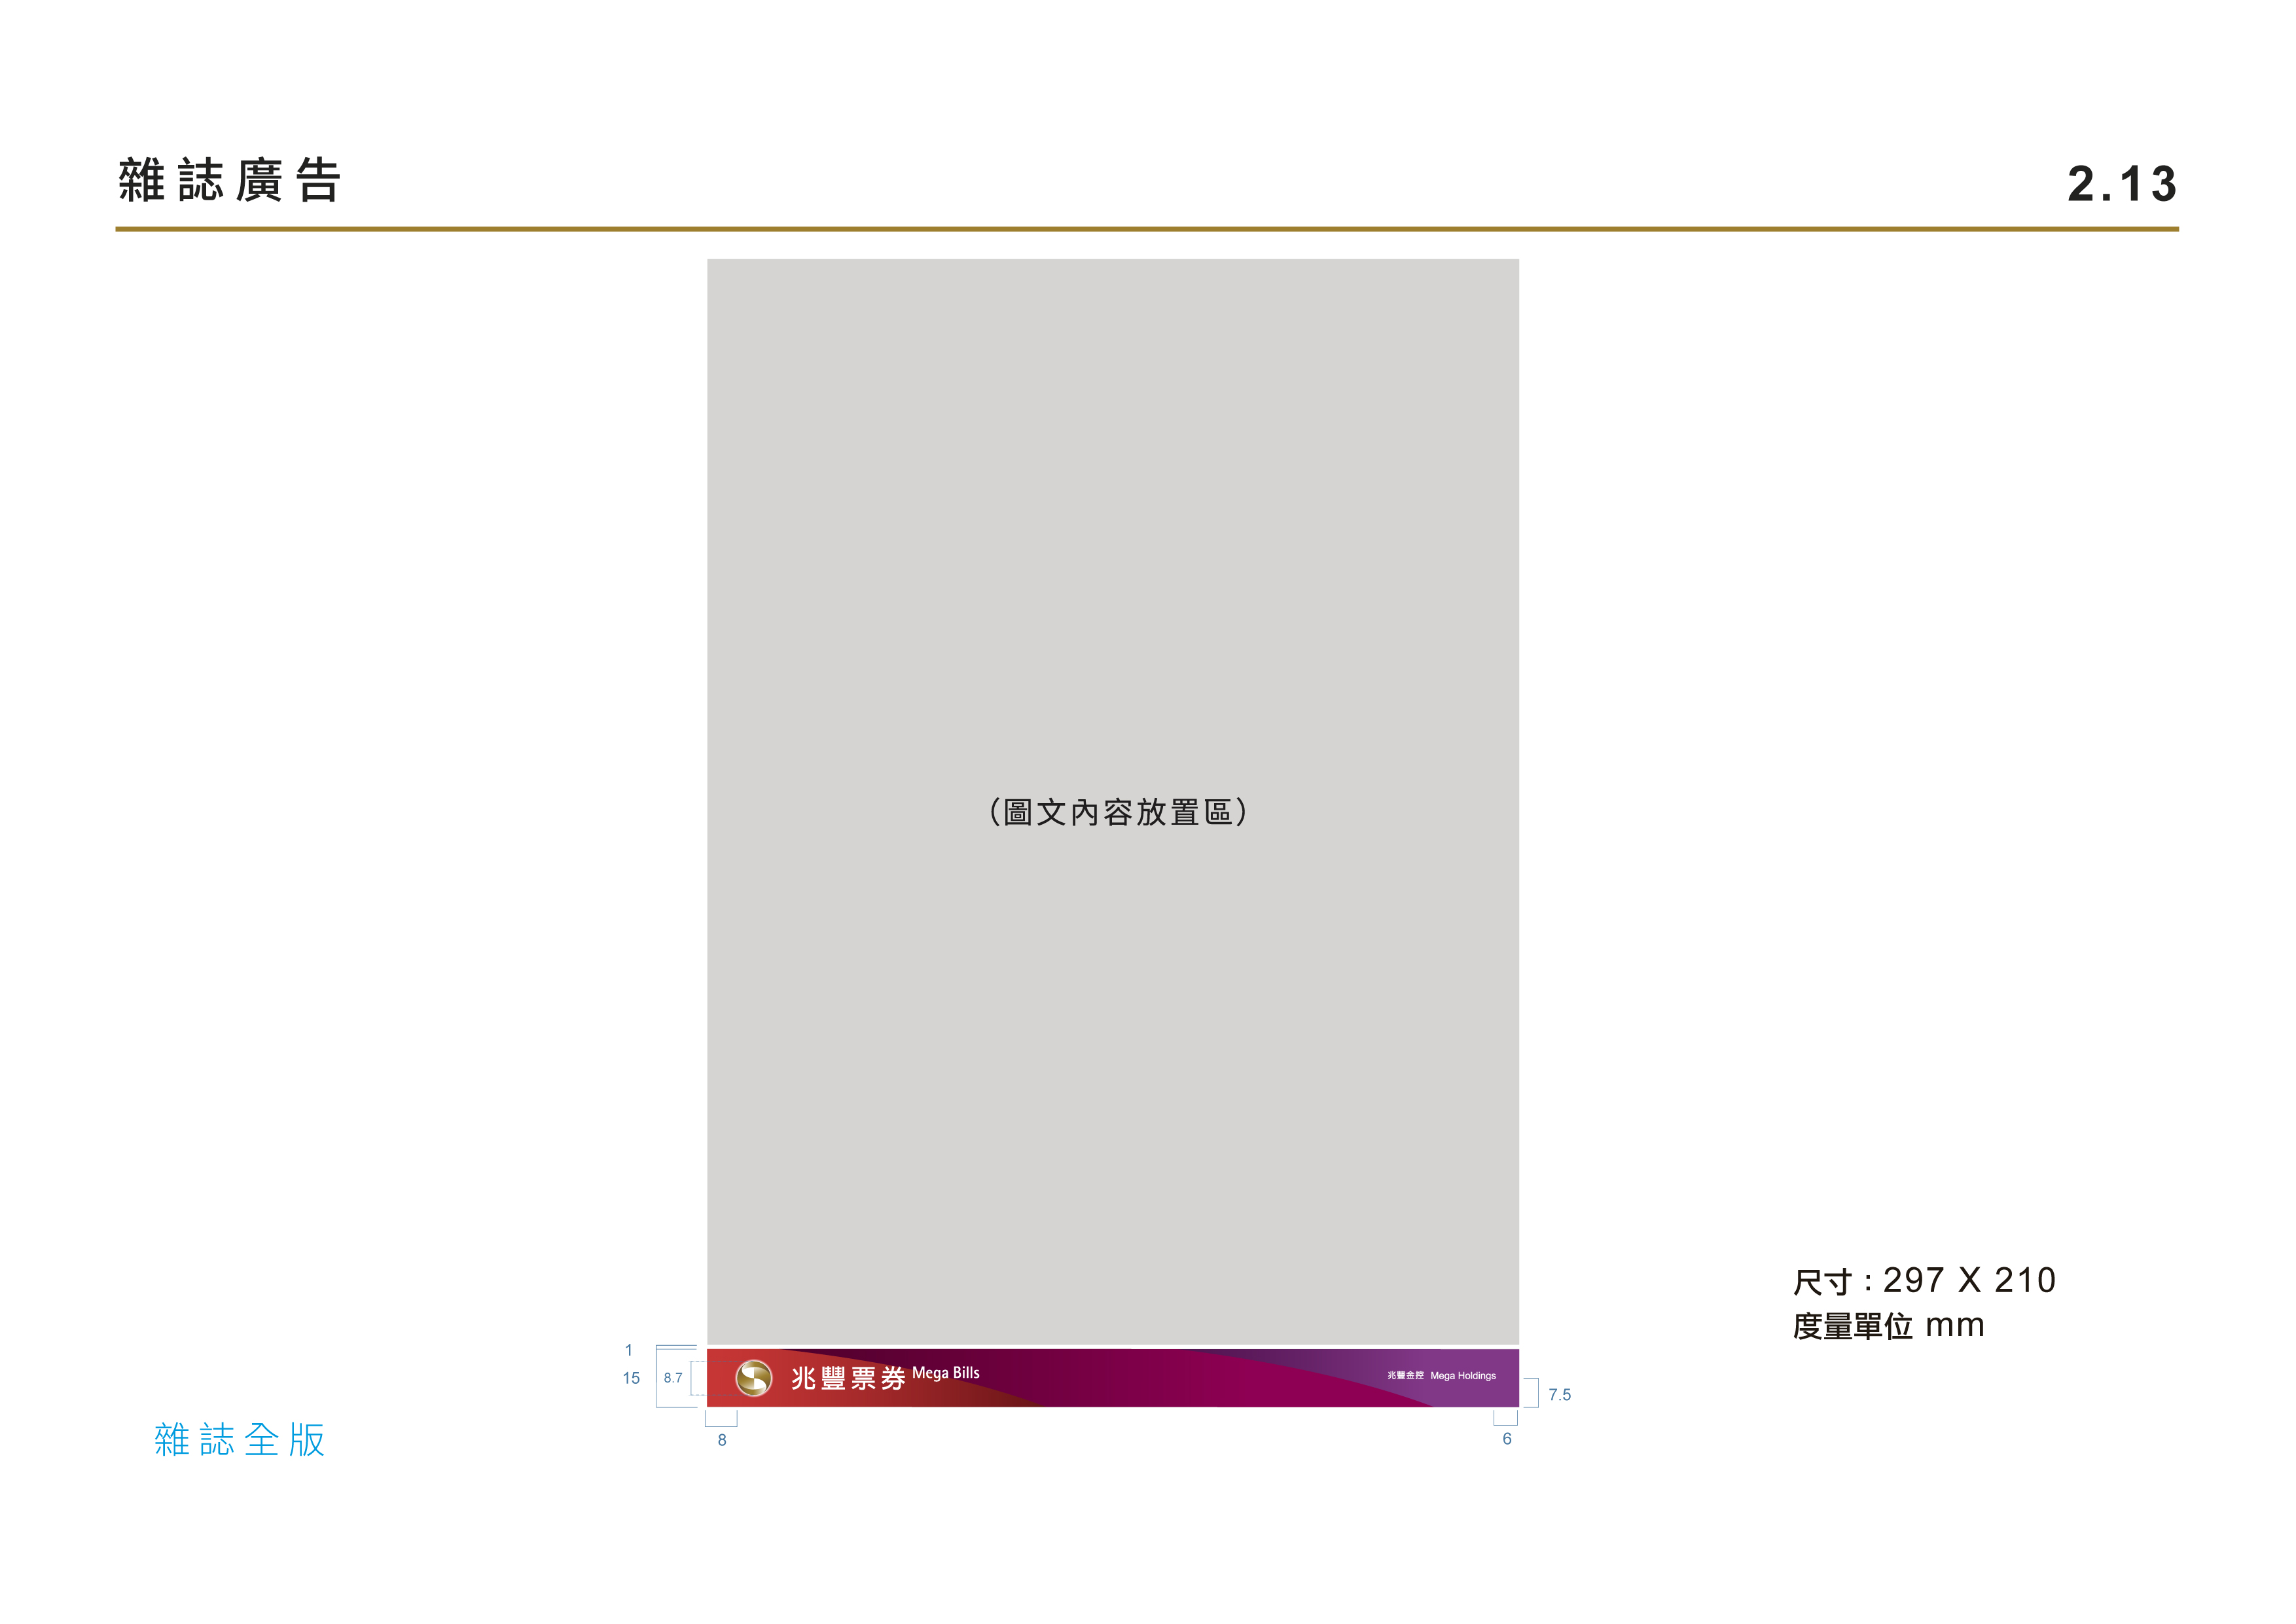 雜誌廣告
2.13
（圖文內容放置區）
尺寸：297 X 210
度量單位 mm
1
15
8.7
兆豐票券 Mega Bills
兆豐金控 Mega Holdings
7.5
8
6
雜誌全版